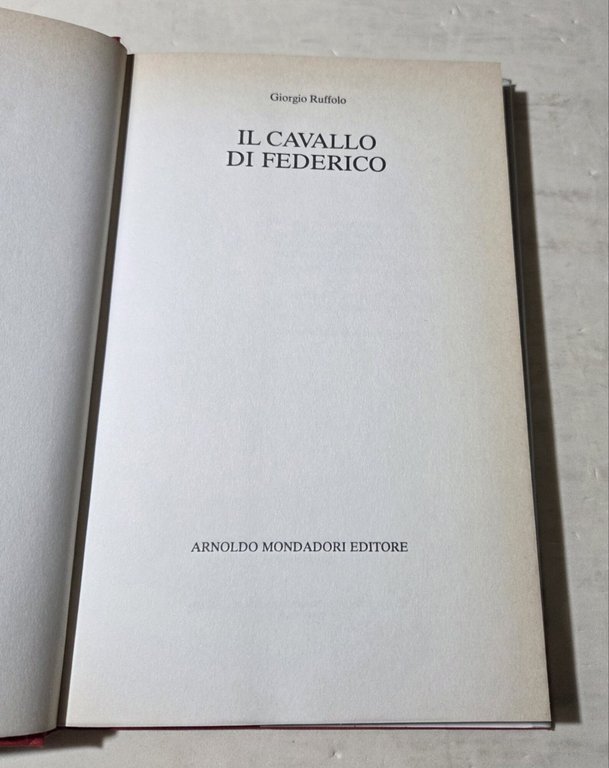 Giorgio Ruffolo
IL CAVALLO
DI FEDERICO
ARNOLDO MONDADORI EDITORE